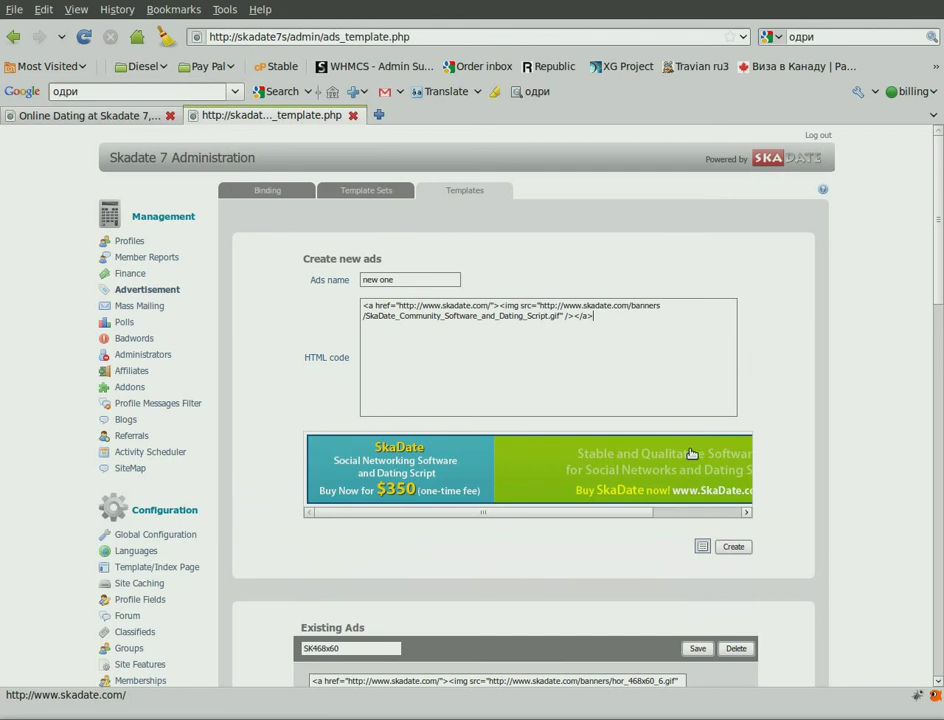 File Edit View History Bookmarks Tools Help
http://skadate7s/admin/ads_template.php
одри
Most Visited Diesel Pay Pal Stable WHMCS - Admin Su... Order inbox Republic XG Project Travian ru3 Виза в Канаду | Ра... »
Google одри Search Translate одри billing
Online Dating at Skadate 7,... http://skadat..._template.php
Log out
Skadate 7 Administration
Powered by SKADATE
Binding Template Sets Templates
Management
Profiles
Member Reports
Finance
Advertisement
Mass Mailing
Polls
Badwords
Administrators
Affiliates
Addons
Profile Messages Filter
Blogs
Referrals
Activity Scheduler
SiteMap
Configuration
Global Configuration
Languages
Template/Index Page
Site Caching
Profile Fields
Forum
Classifieds
Groups
Site Features
Memberships
Create new ads
Ads name new one
HTML code
<a href="http://www.skadate.com/"><img src="http://www.skadate.com/banners
/SkaDate_Community_Software_and_Dating_Script.gif" /></a>
SkaDate
Social Networking Software
and Dating Script
Buy Now for $350 (one-time fee)
Stable and Qualitative Softwar
for Social Networks and Dating S
Buy SkaDate now! www.SkaDate.co
Create
Existing Ads
SK468x60 Save Delete
<a href="http://www.skadate.com/"><img src="http://www.skadate.com/banners/hor_468x60_6.gif"
http://www.skadate.com/